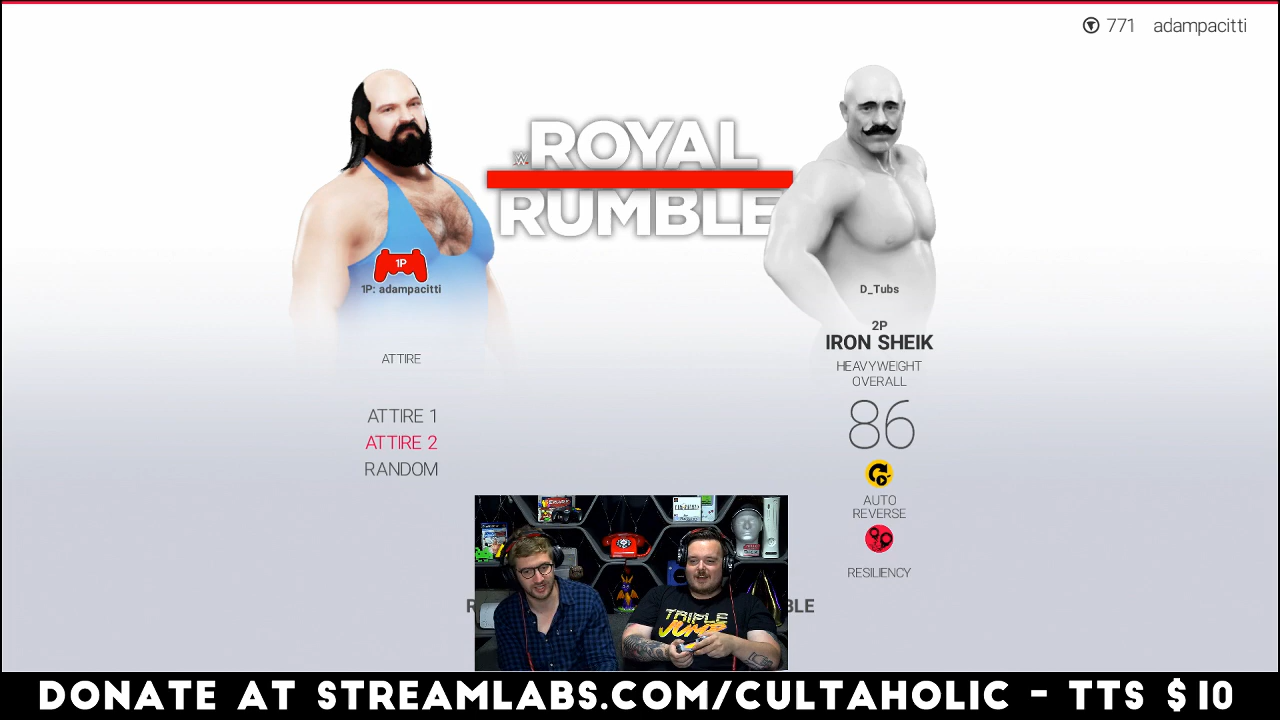 771 adampacitti
W ROYAL
RUMBLE
1P
1P: adampacitti
D_Tubs
2P
IRON SHEIK
HEAVYWEIGHT
OVERALL
86
ATTIRE
ATTIRE 1
ATTIRE 2
RANDOM
AUTO
REVERSE
RESILIENCY
TRIPLE
Jump
DONATE AT STREAMLABS.COM/CULTAHOLIC - TTS $10